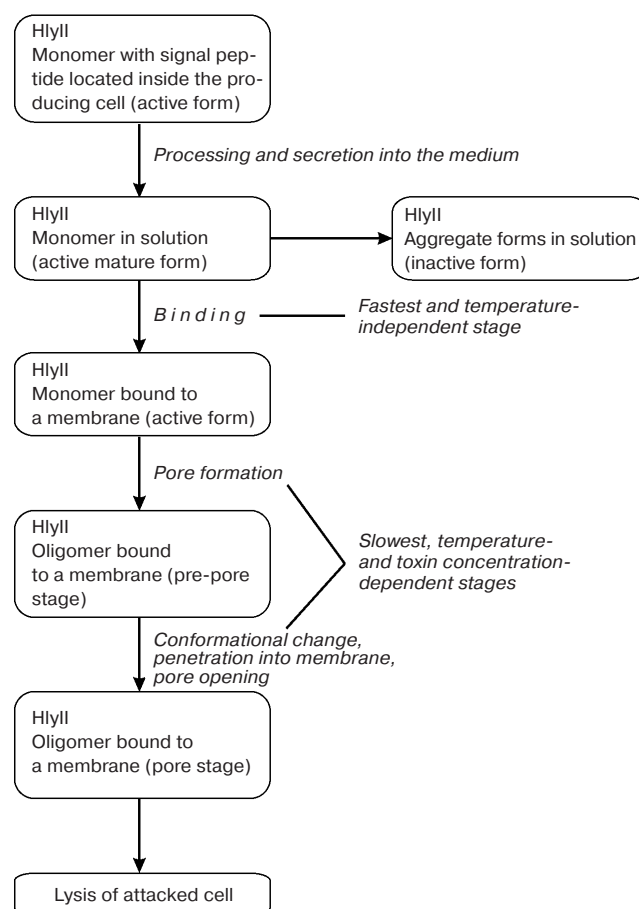 HlyII
Monomer with signal pep-
tide located inside the pro-
ducing cell (active form)
Processing and secretion into the medium
HlyII
Monomer in solution
(active mature form)
HlyII
Aggregate forms in solution
(inactive form)
Binding
Fastest and temperature-
independent stage
HlyII
Monomer bound to
a membrane (active form)
Pore formation
HlyII
Oligomer bound
to a membrane (pre-pore
stage)
Slowest, temperature-
and toxin concentration-
dependent stages
Conformational change,
penetration into membrane,
pore opening
HlyII
Oligomer bound to
a membrane (pore stage)
Lysis of attacked cell